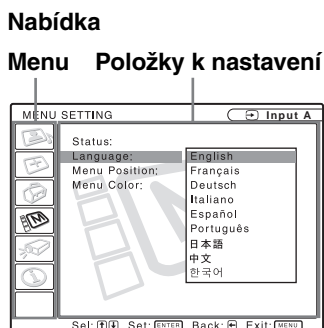 Nabídka
Menu Položky k nastavení
MENU SETTING Input A
Status:
Language: English
Menu Position: Français
Menu Color: Deutsch
Italiano
Español
Português
日本語
中文
한국어
Sel: Set: ENTER Back: Exit: MENU